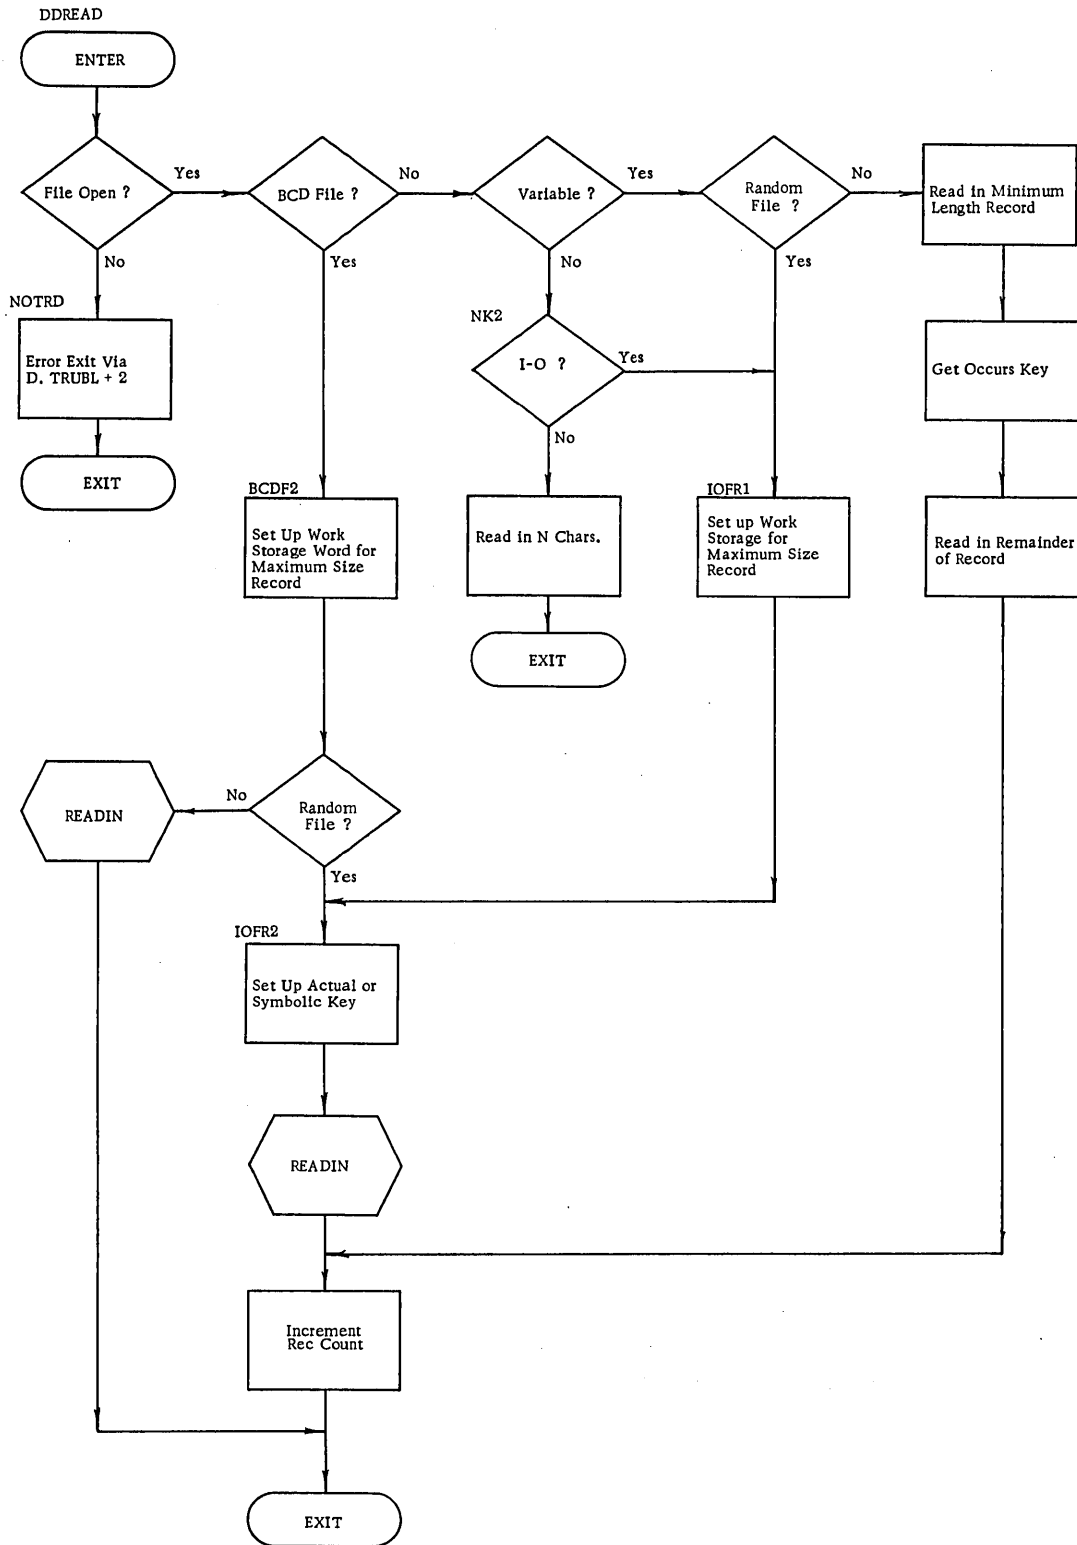 DDREAD
ENTER
File Open ?
Yes
BCD File ?
No
Variable ?
Yes
Random
File ?
No
Read in Minimum
Length Record
No
Yes
No
Yes
NOTRD
Error Exit Via
D. TRUBL + 2
NK2
I-O ?
Yes
Get Occurs Key
No
EXIT
BCDF2
Set Up Work
Storage Word for
Maximum Size
Record
Read in N Chars.
IOFR1
Set up Work
Storage for
Maximum Size
Record
Read in Remainder
of Record
EXIT
READIN
No
Random
File ?
Yes
IOFR2
Set Up Actual or
Symbolic Key
READIN
Increment
Rec Count
EXIT